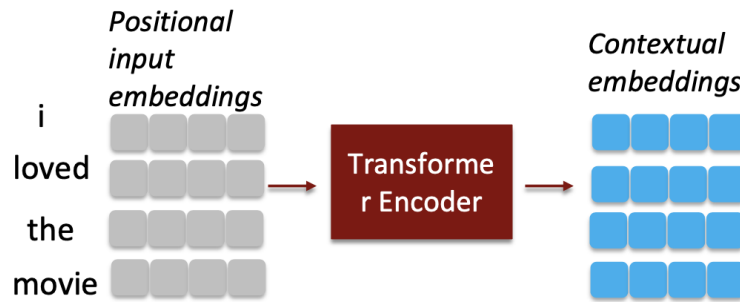 Positional
input
embeddings
i
loved
the
movie
Transforme
r Encoder
Contextual
embeddings